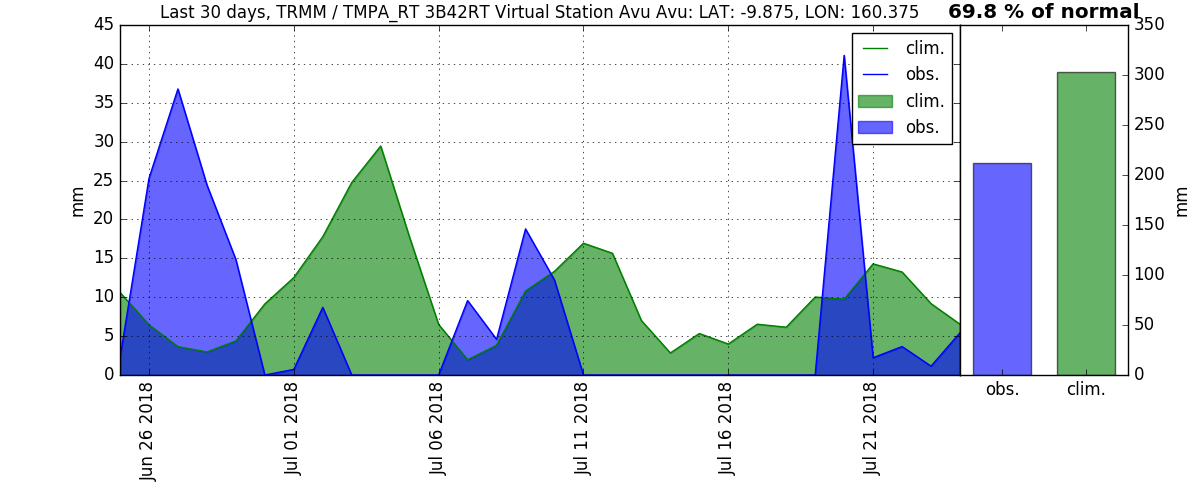 Last 30 days, TRMM / TMPA_RT 3B42RT Virtual Station Avu Avu: LAT: -9.875, LON: 160.375
69.8 % of normal
45
40
35
30
25
20
15
10
5
0
mm
Jun 26 2018
Jul 01 2018
Jul 06 2018
Jul 11 2018
Jul 16 2018
Jul 21 2018
clim.
obs.
clim.
obs.
350
300
250
200
150
100
50
0
mm
obs.
clim.